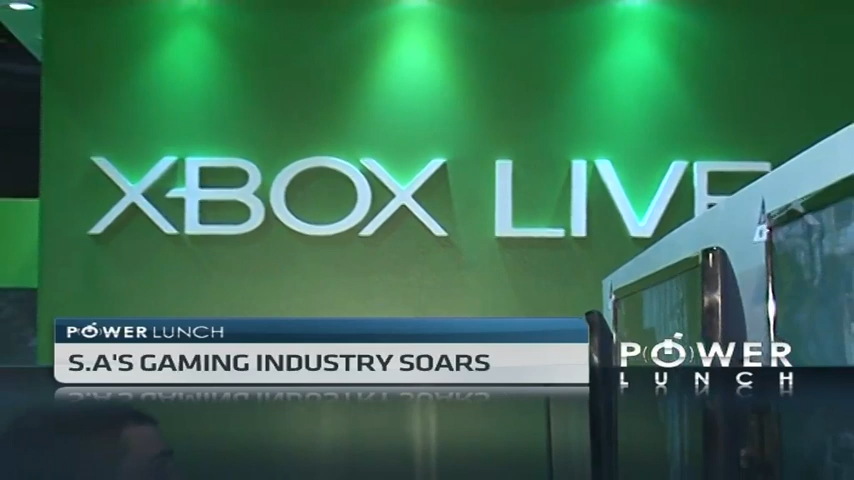 XBOX LIVE
POWER LUNCH
S.A'S GAMING INDUSTRY SOARS
POWER
LUNCH